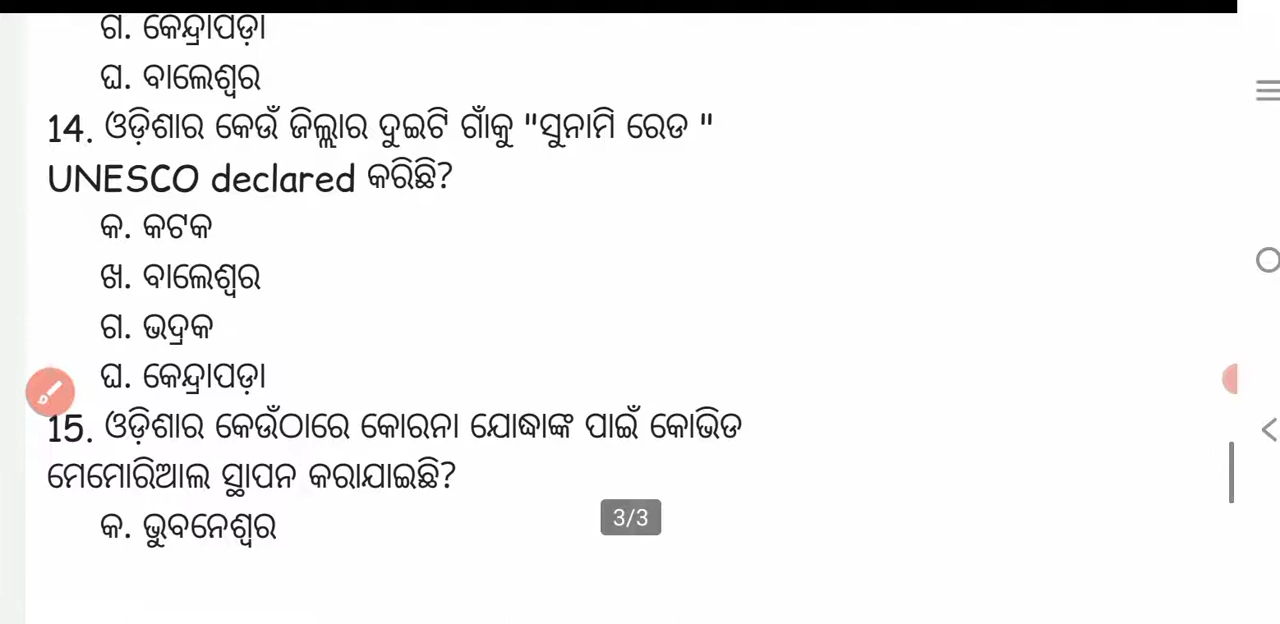 ଗ. କେନ୍ଦ୍ରାପଡ଼ା
ଘ. ବାଲେଶ୍ୱର
14. ଓଡ଼ିଶାର କେଉଁ ଜିଲ୍ଲାର ଦୁଇଟି ଗାଁକୁ "ସୁନାମି ରେଡ "
UNESCO declared କରିଛି?
କ. କଟକ
ଖ. ବାଲେଶ୍ୱର
ଗ. ଭଦ୍ରକ
ଘ. କେନ୍ଦ୍ରାପଡ଼ା
15. ଓଡ଼ିଶାର କେଉଁଠାରେ କୋରନା ଯୋଦ୍ଧାଙ୍କ ପାଇଁ କୋଭିଡ
ମେମୋରିଆଲ ସ୍ଥାପନ କରାଯାଇଛି?
କ. ଭୁବନେଶ୍ୱର
3/3